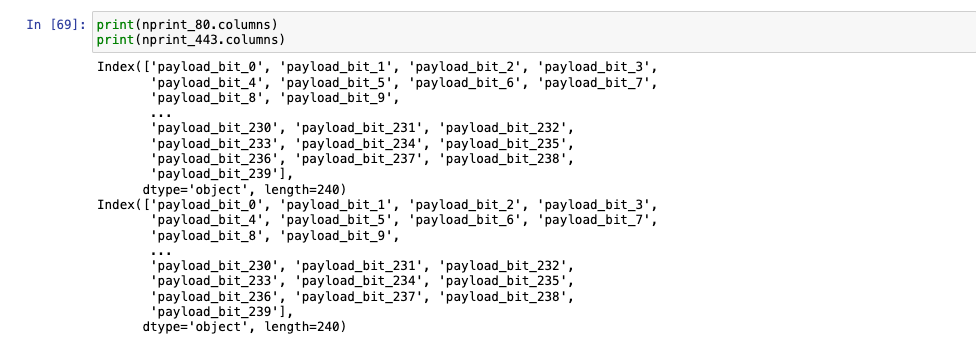 In [69]: print(nprint_80.columns)
print(nprint_443.columns)
Index(['payload_bit_0', 'payload_bit_1', 'payload_bit_2', 'payload_bit_3',
'payload_bit_4', 'payload_bit_5', 'payload_bit_6', 'payload_bit_7',
'payload_bit_8', 'payload_bit_9',
...
'payload_bit_230', 'payload_bit_231', 'payload_bit_232',
'payload_bit_233', 'payload_bit_234', 'payload_bit_235',
'payload_bit_236', 'payload_bit_237', 'payload_bit_238',
'payload_bit_239'],
dtype='object', length=240)
Index(['payload_bit_0', 'payload_bit_1', 'payload_bit_2', 'payload_bit_3',
'payload_bit_4', 'payload_bit_5', 'payload_bit_6', 'payload_bit_7',
'payload_bit_8', 'payload_bit_9',
...
'payload_bit_230', 'payload_bit_231', 'payload_bit_232',
'payload_bit_233', 'payload_bit_234', 'payload_bit_235',
'payload_bit_236', 'payload_bit_237', 'payload_bit_238',
'payload_bit_239'],
dtype='object', length=240)